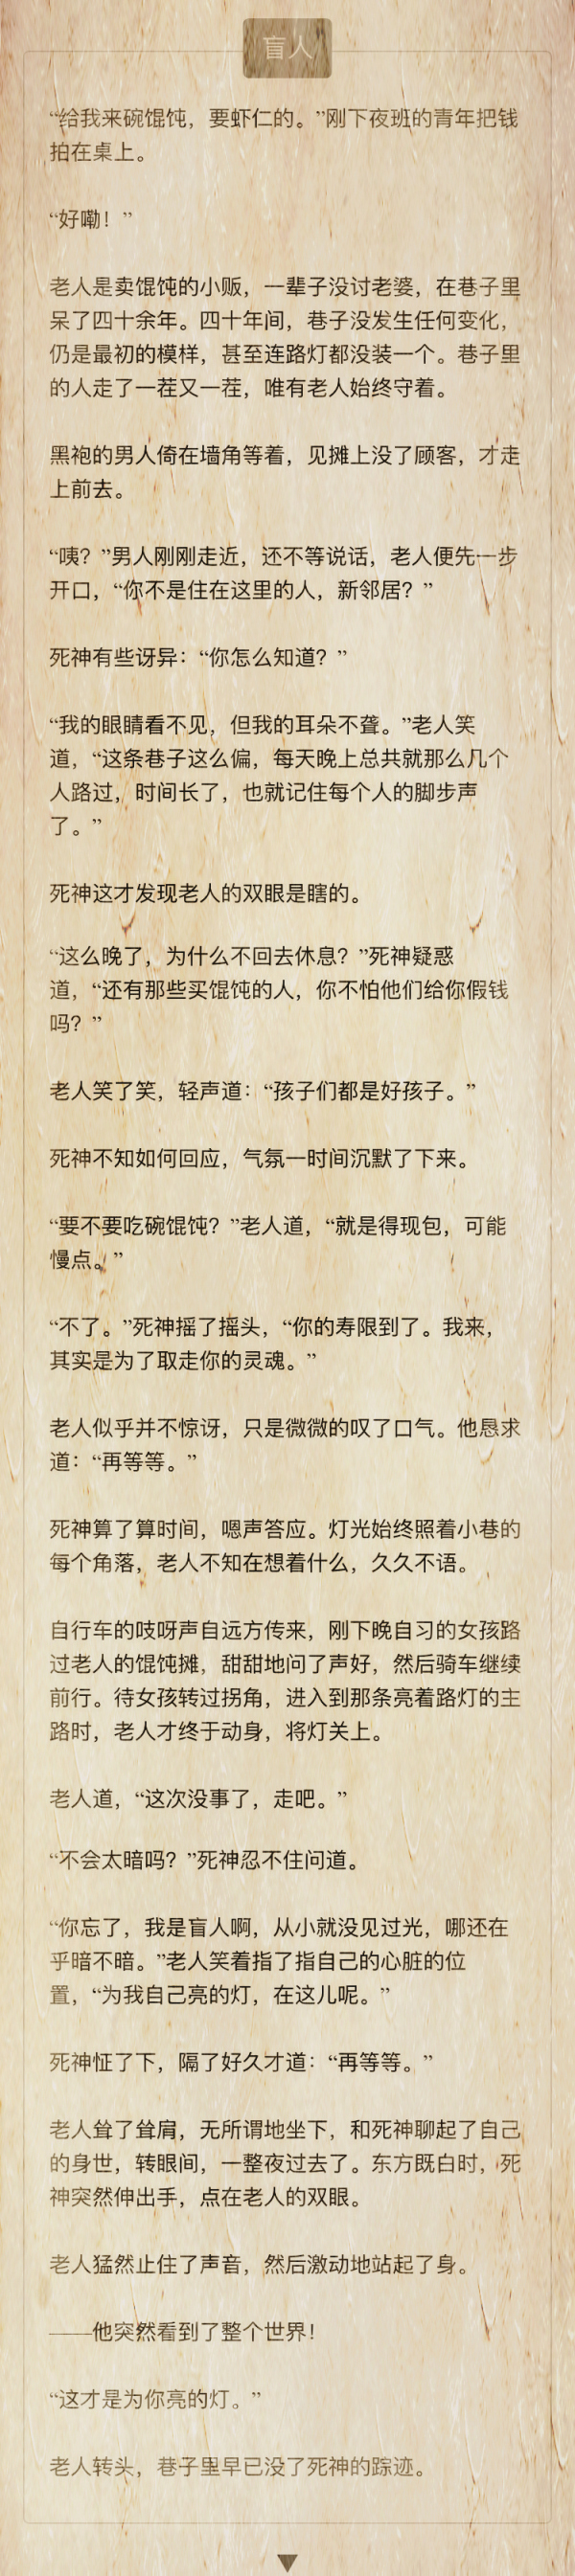 盲人
“给我来碗馄饨，要虾仁的。”刚下夜班的青年把钱
拍在桌上。
“好嘞！”
老人是卖馄饨的小贩，一辈子没讨老婆，在巷子里
呆了四十余年。四十年间，巷子没发生任何变化，
仍是最初的模样，甚至连路灯都没装一个。巷子里
的人走了一茬又一茬，唯有老人始终守着。
黑袍的男人倚在墙角等着，见摊上没了顾客，才走
上前去。
“咦？”男人刚刚走近，还不等说话，老人便先一步
开口，“你不是住在这里的人，新邻居？”
死神有些讶异：“你怎么知道？”
“我的眼睛看不见，但我的耳朵不聋。”老人笑
道，“这条巷子这么偏，每天晚上总共就那么几个
人路过，时间长了，也就记住每个人的脚步声
了。”
死神这才发现老人的双眼是瞎的。
“这么晚了，为什么不回去休息？”死神疑惑
道，“还有那些买馄饨的人，你不怕他们给你假钱
吗？”
老人笑了笑，轻声道：“孩子们都是好孩子。”
死神不知如何回应，气氛一时间沉默了下来。
“要不要吃碗馄饨？”老人道，“就是得现包，可能
慢点。”
“不了。”死神摇了摇头，“你的寿限到了。我来，
其实是为了取走你的灵魂。”
老人似乎并不惊讶，只是微微的叹了口气。他恳求
道：“再等等。”
死神算了算时间，嗯声答应。灯光始终照着小巷的
每个角落，老人不知在想着什么，久久不语。
自行车的吱呀声自远方传来，刚下晚自习的女孩路
过老人的馄饨摊，甜甜地问了声好，然后骑车继续
前行。待女孩转过拐角，进入到那条亮着路灯的主
路时，老人才终于动身，将灯关上。
老人道，“这次没事了，走吧。”
“不会太暗吗？”死神忍不住问道。
“你忘了，我是盲人啊，从小就没见过光，哪还在
乎暗不暗。”老人笑着指了指自己的心脏的位
置，“为我自己亮的灯，在这儿呢。”
死神怔了下，隔了好久才道：“再等等。”
老人耸了耸肩，无所谓地坐下，和死神聊起了自己
的身世，转眼间，一整夜过去了。东方既白时，死
神突然伸出手，点在老人的双眼。
老人猛然止住了声音，然后激动地站起了身。
——他突然看到了整个世界！
“这才是为你亮的灯。”
老人转头，巷子里早已没了死神的踪迹。